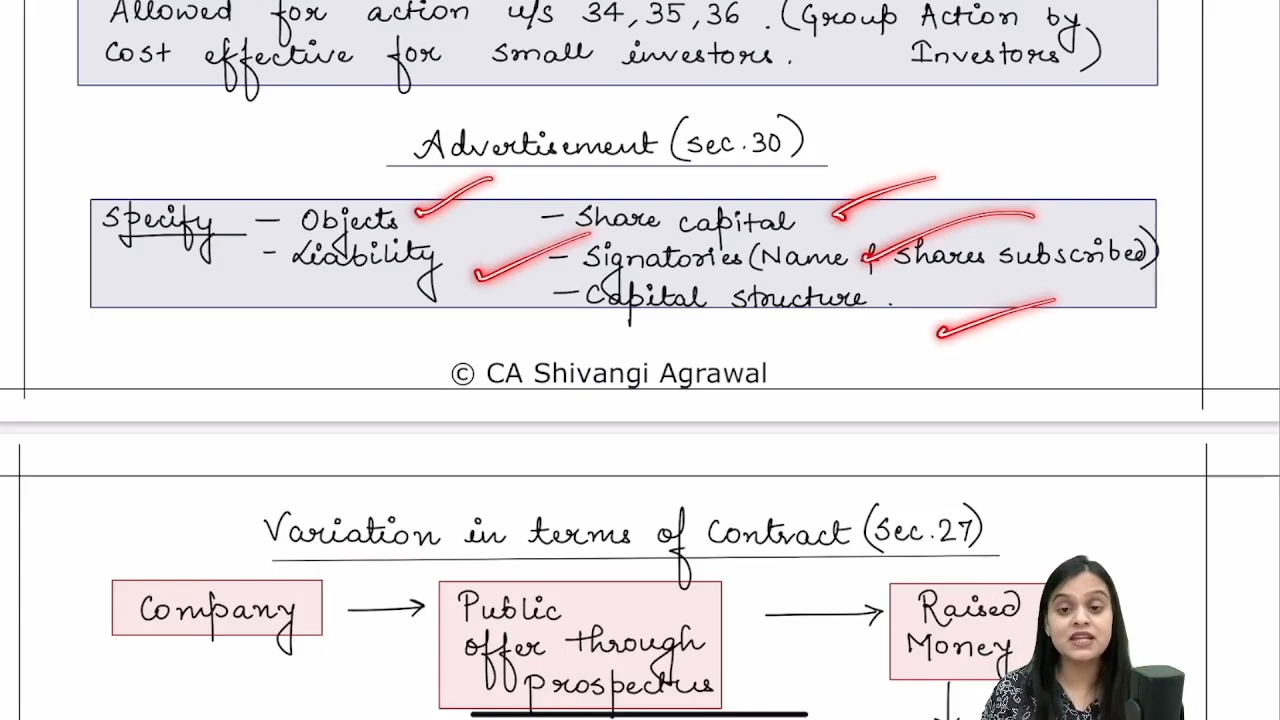 Allowed for action u/s 34,35,36. (Group Action by
Cost effective for small investors. Investors)
Advertisement (sec.30)
Specify - Objects - Share capital
- Liability - Signatories (Name & Shares subscribed)
- Capital structure.
© CA Shivangi Agrawal
Variation in terms of Contract (Sec.27)
Company → Public → Raised
offer through Money
prospectus